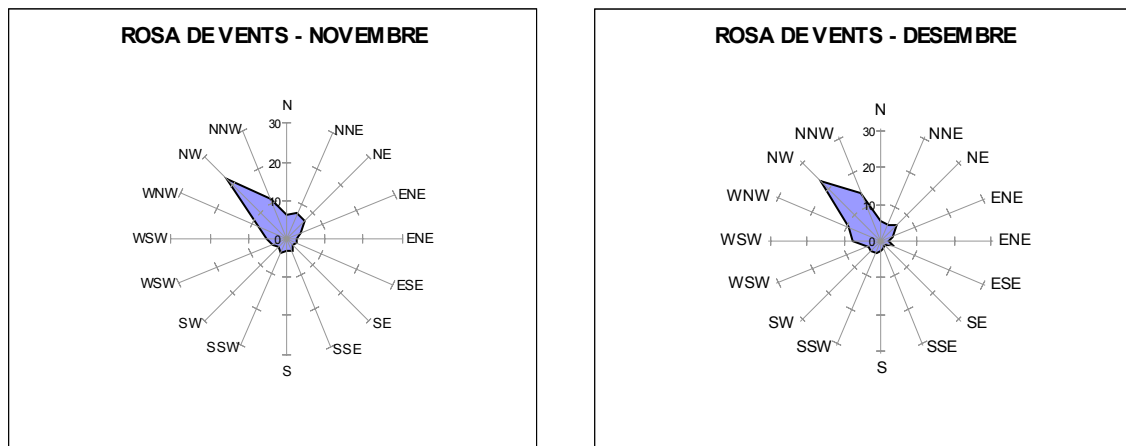 ROSA DE VENTS - NOVEMBRE
N
NNE
NE
ENE
ENE
ESE
SE
SSE
S
SSW
SW
WSW
WSW
WNW
NW
NNW
30
20
10
0
ROSA DE VENTS - DESEMBRE
N
NNE
NE
ENE
ENE
ESE
SE
SSE
S
SSW
SW
WSW
WSW
WNW
NW
NNW
30
20
10
0